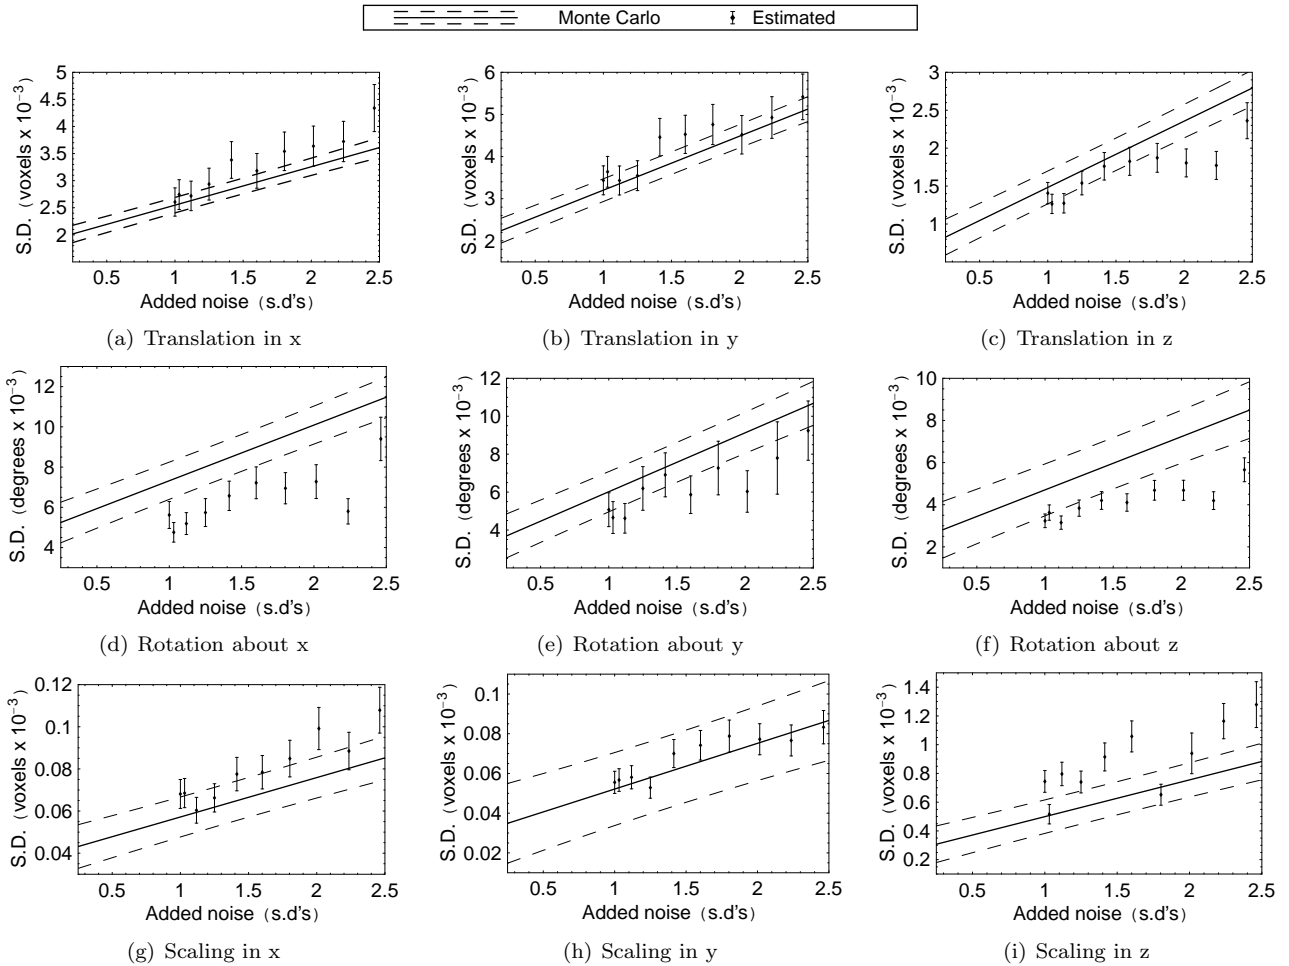 Monte Carlo Estimated
S.D. (voxels x 10⁻³)
5
4.5
4
3.5
3
2.5
2
0.5 1 1.5 2 2.5
Added noise (s.d's)
(a) Translation in x
S.D. (voxels x 10⁻³)
6
5
4
3
2
0.5 1 1.5 2 2.5
Added noise (s.d's)
(b) Translation in y
S.D. (voxels x 10⁻³)
3
2.5
2
1.5
1
0.5 1 1.5 2 2.5
Added noise (s.d's)
(c) Translation in z
S.D. (degrees x 10⁻³)
12
10
8
6
4
0.5 1 1.5 2 2.5
Added noise (s.d's)
(d) Rotation about x
S.D. (degrees x 10⁻³)
12
10
8
6
4
0.5 1 1.5 2 2.5
Added noise (s.d's)
(e) Rotation about y
S.D. (degrees x 10⁻³)
10
8
6
4
2
0.5 1 1.5 2 2.5
Added noise (s.d's)
(f) Rotation about z
S.D. (voxels x 10⁻³)
0.12
0.1
0.08
0.06
0.04
0.5 1 1.5 2 2.5
Added noise (s.d's)
(g) Scaling in x
S.D. (voxels x 10⁻³)
0.1
0.08
0.06
0.04
0.02
0.5 1 1.5 2 2.5
Added noise (s.d's)
(h) Scaling in y
S.D. (voxels x 10⁻³)
1.4
1.2
1
0.8
0.6
0.4
0.2
0.5 1 1.5 2 2.5
Added noise (s.d's)
(i) Scaling in z